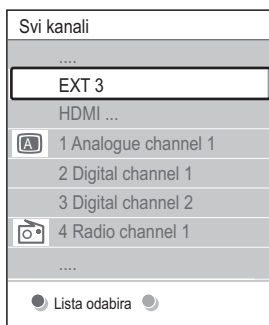 Svi kanali
....
EXT 3
HDMI ...
A 1 Analogue channel 1
2 Digital channel 1
3 Digital channel 2
4 Radio channel 1
....
Lista odabira